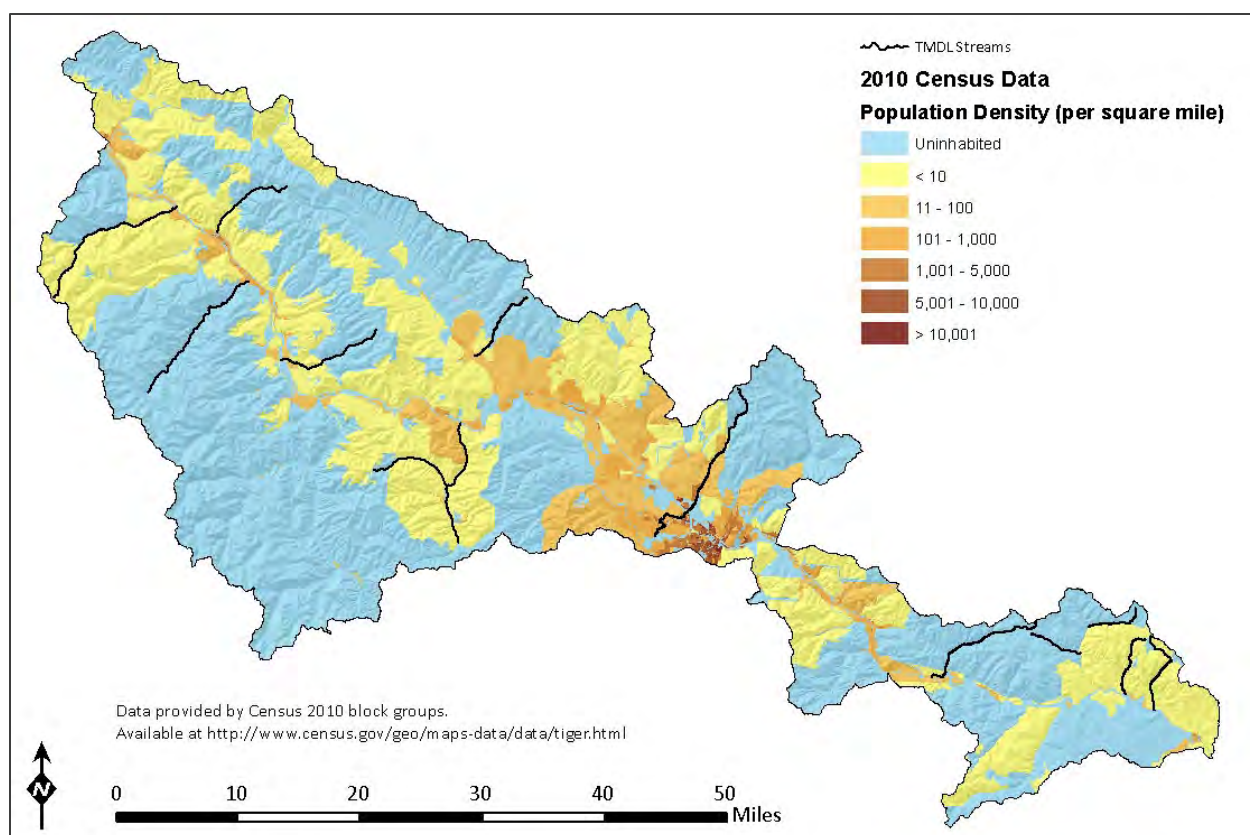 TMDL Streams
2010 Census Data
Population Density (per square mile)
Uninhabited
< 10
11 - 100
101 - 1,000
1,001 - 5,000
5,001 - 10,000
> 10,001
Data provided by Census 2010 block groups.
Available at http://www.census.gov/geo/maps-data/data/tiger.html
N
0 10 20 30 40 50
Miles